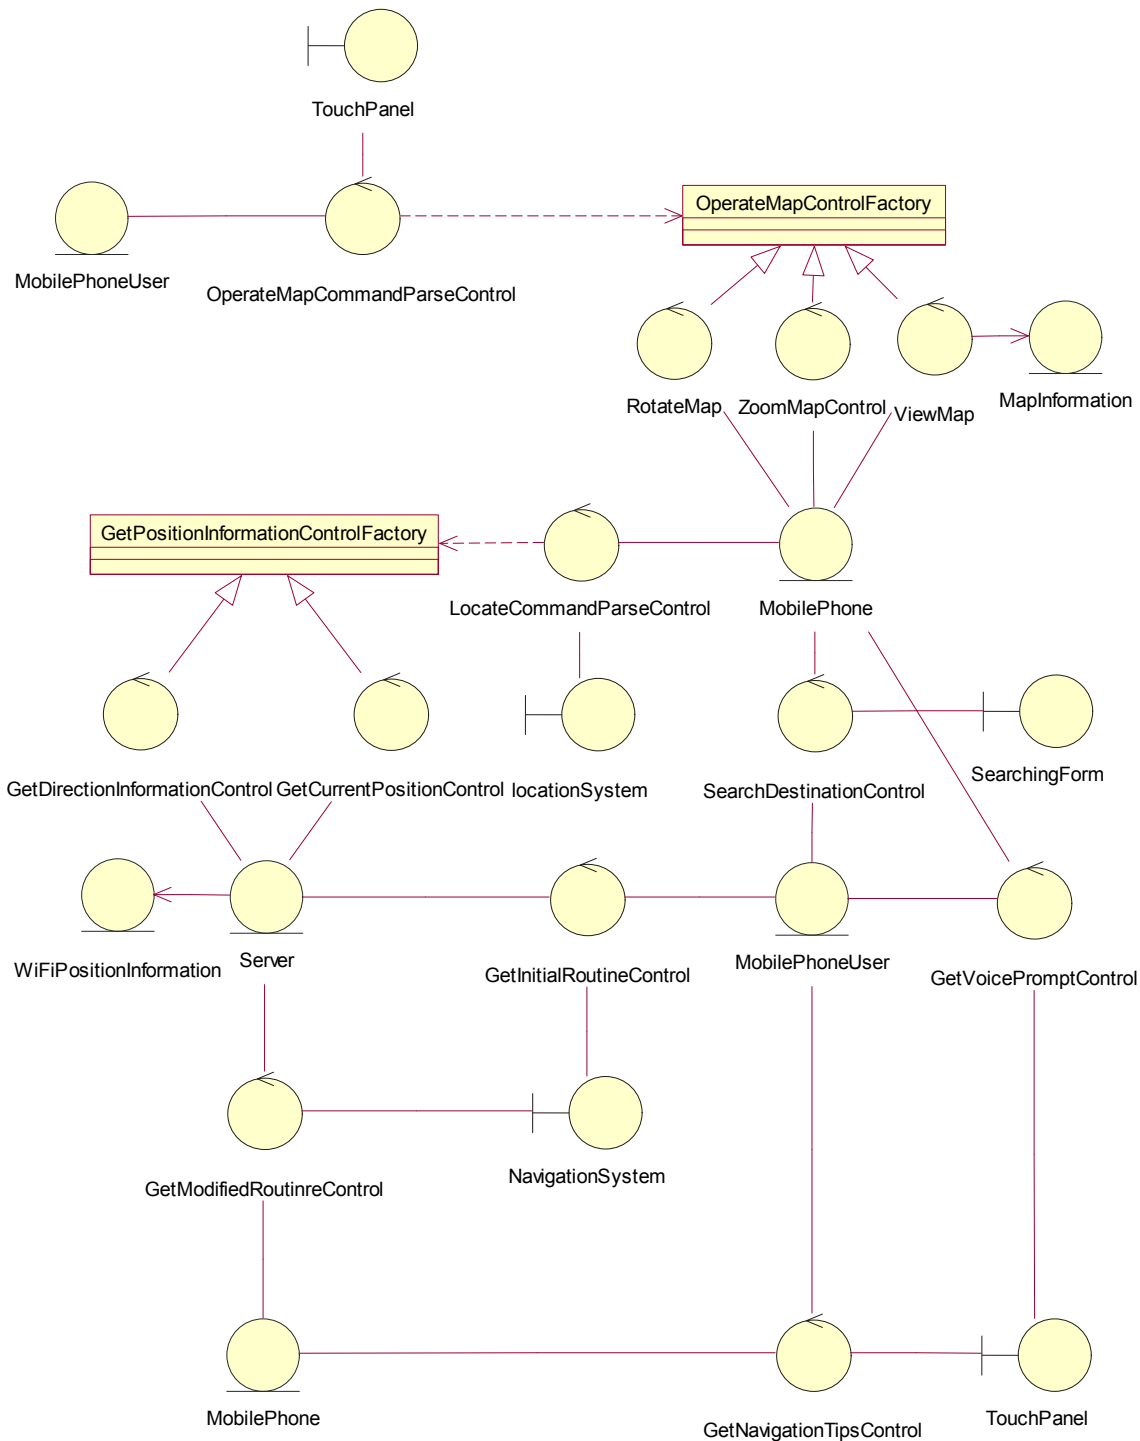 TouchPanel
OperateMapControlFactory
MobilePhoneUser
OperateMapCommandParseControl
RotateMap
ZoomMapControl
ViewMap
MapInformation
GetPositionInformationControlFactory
LocateCommandParseControl
MobilePhone
GetDirectionInformationControl
GetCurrentPositionControl
locationSystem
SearchDestinationControl
SearchingForm
WiFiPositionInformation
Server
GetInitialRoutineControl
MobilePhoneUser
GetVoicePromptControl
GetModifiedRoutinreControl
NavigationSystem
MobilePhone
GetNavigationTipsControl
TouchPanel